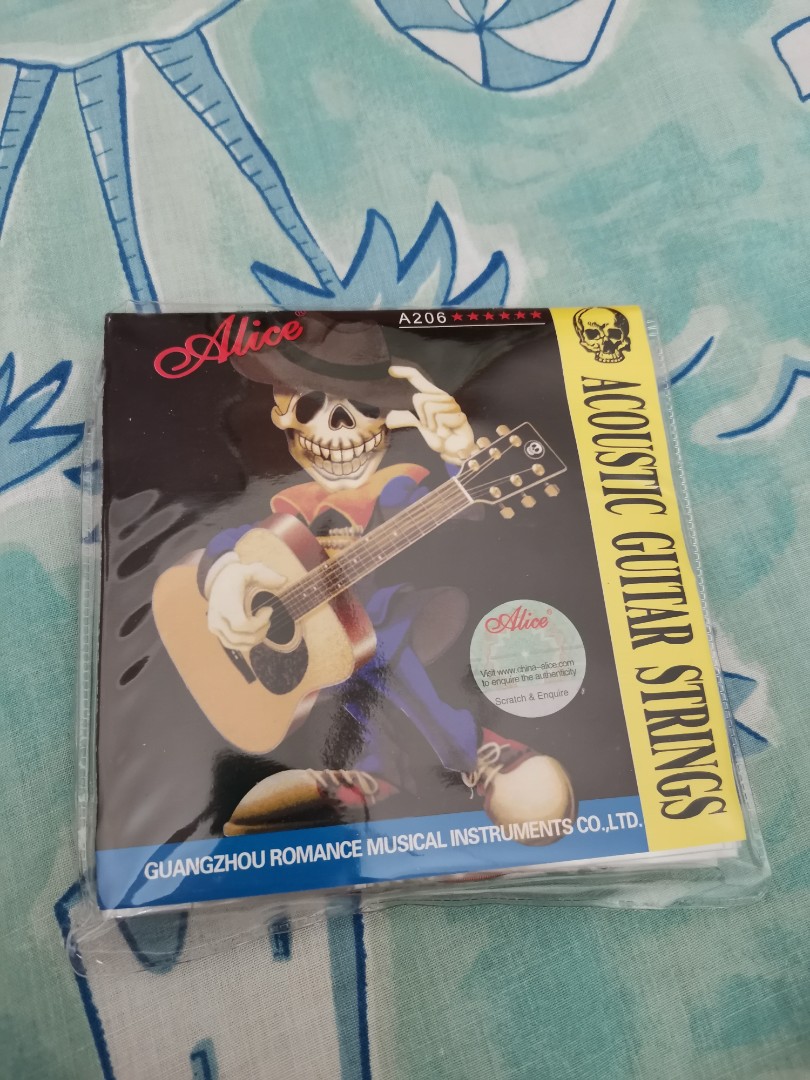 Alice®
A206 ★★★★★★
ACOUSTIC GUITAR STRINGS
Alice®
Visit www.china-alice.com
to enquire the authenticity
Scratch & Enquire
GUANGZHOU ROMANCE MUSICAL INSTRUMENTS CO.,LTD.